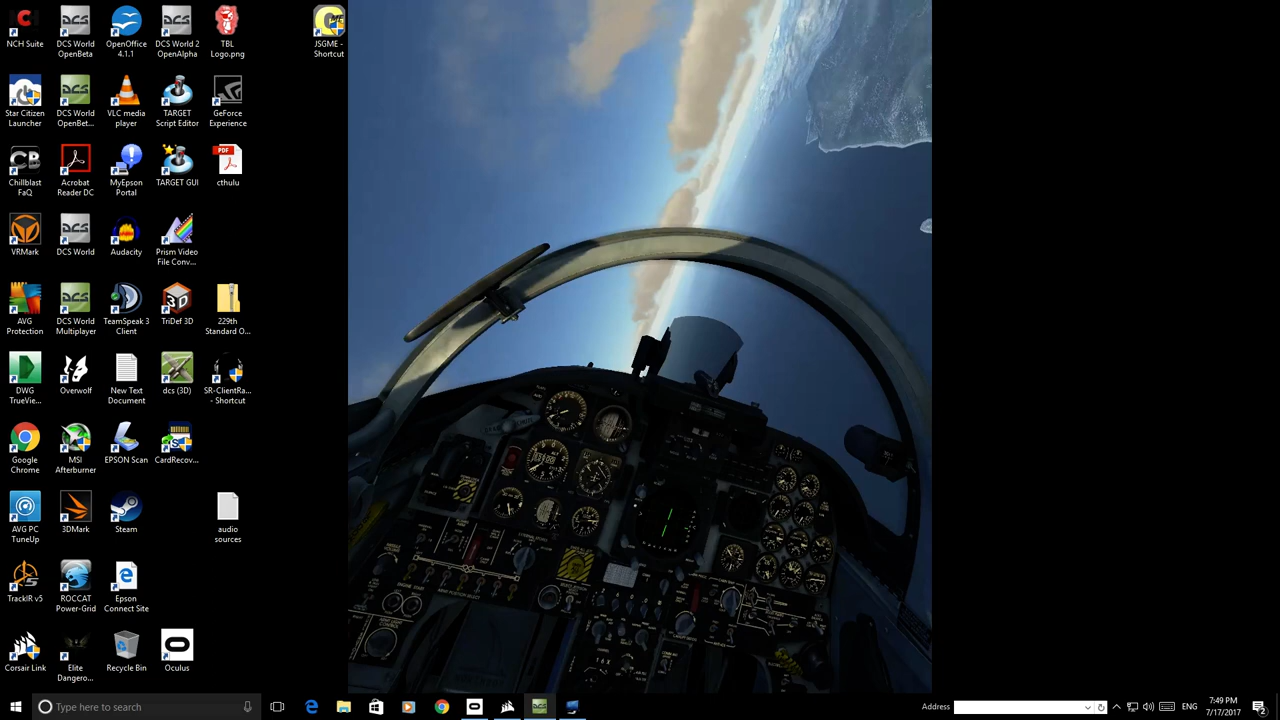 NCH Suite
DCS World
OpenBeta
OpenOffice
4.1.1
DCS World 2
OpenAlpha
TBL
Logo.png
JSGME -
Shortcut
Star Citizen
Launcher
DCS World
OpenBet...
VLC media
player
TARGET
Script Editor
GeForce
Experience
Chillblast
FaQ
Acrobat
Reader DC
MyEpson
Portal
TARGET GUI
PDF
cthulu
VRMark
DCS World
Audacity
Prism Video
File Conv...
AVG
Protection
DCS World
Multiplayer
TeamSpeak 3
Client
TriDef 3D
229th
Standard O...
DWG
TrueVie...
Overwolf
New Text
Document
dcs (3D)
SR-ClientRa...
- Shortcut
Google
Chrome
MSI
Afterburner
EPSON Scan
CardRecov...
AVG PC
TuneUp
3DMark
Steam
audio
sources
TrackIR v5
ROCCAT
Power-Grid
Epson
Connect Site
Corsair Link
Elite
Dangero...
Recycle Bin
Oculus
Type here to search
Address
ENG
7:49 PM
7/17/2017